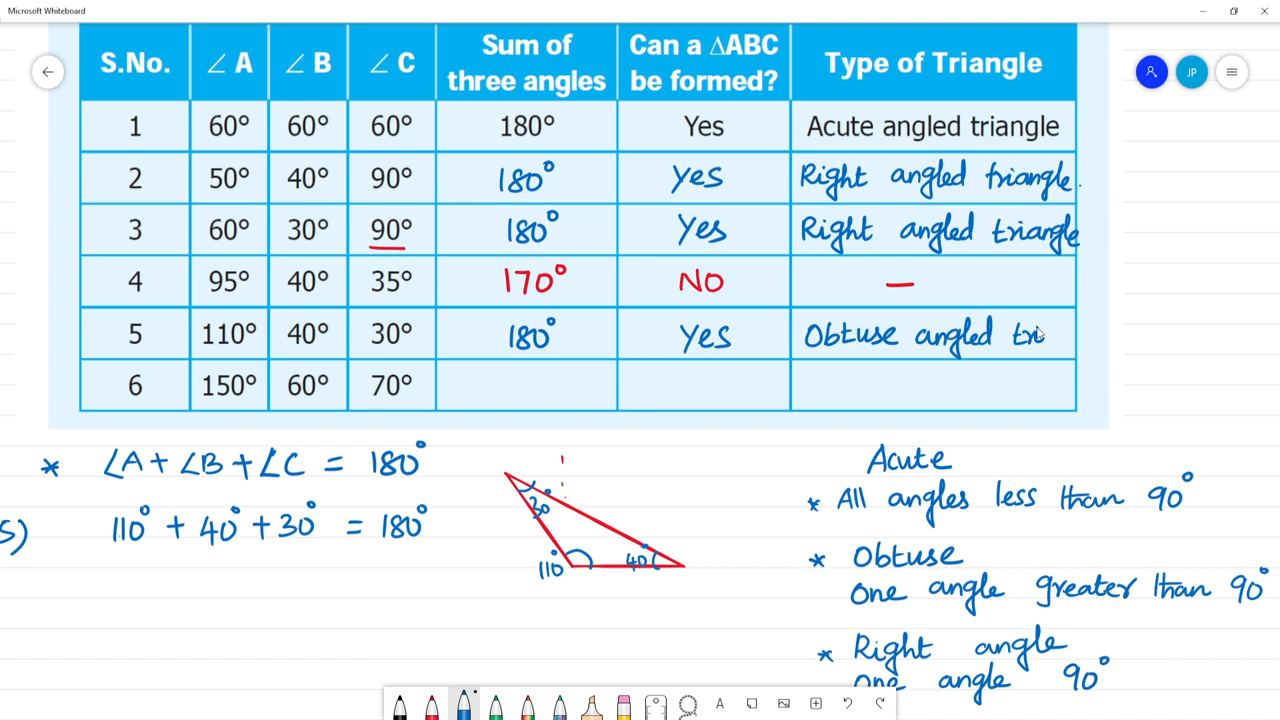 Microsoft Whiteboard
S.No. ∠ A ∠ B ∠ C Sum of three angles Can a ΔABC be formed? Type of Triangle
1 60° 60° 60° 180° Yes Acute angled triangle
2 50° 40° 90° 180° Yes Right angled triangle.
3 60° 30° 90° 180° Yes Right angled triangle
4 95° 40° 35° 170° NO —
5 110° 40° 30° 180° Yes Obtuse angled tri
6 150° 60° 70°
JP
* ∠A + ∠B + ∠C = 180°
5) 110° + 40° + 30° = 180°
30°
110°
40
Acute
* All angles less than 90°
* Obtuse
One angle greater than 90°
* Right angle
One angle 90°
A